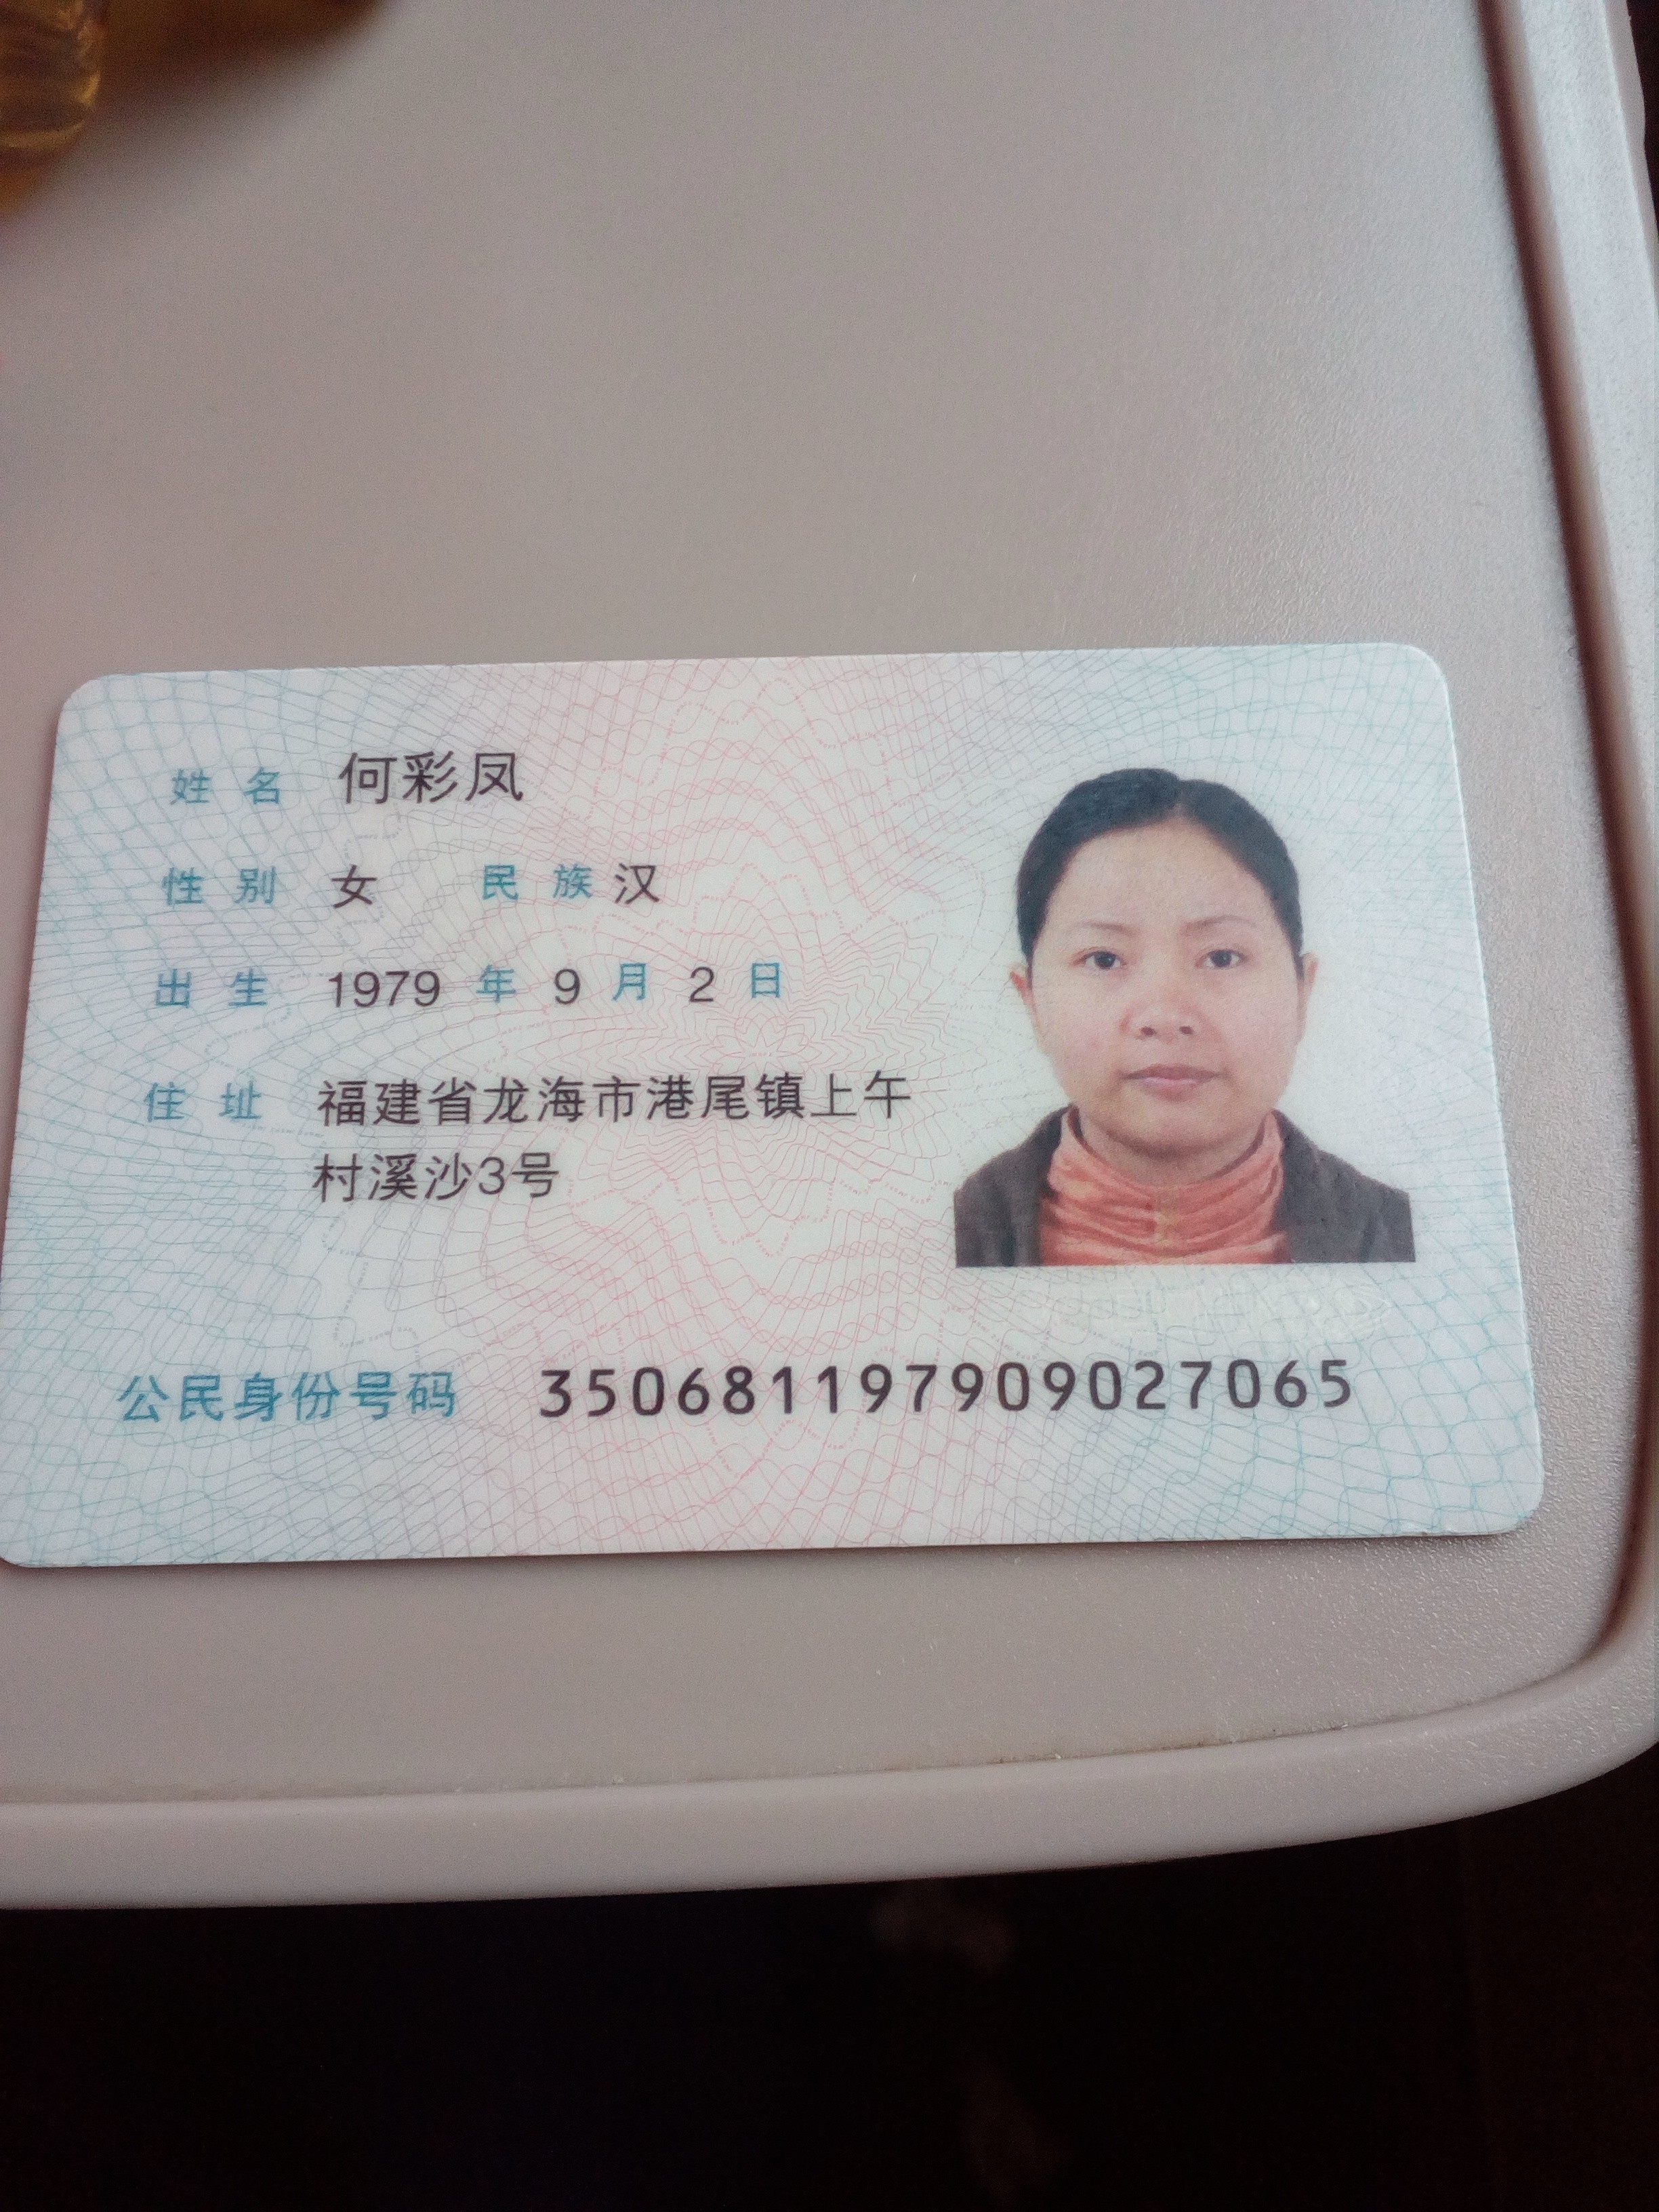 姓名 何彩凤
性别 女 民族 汉
出生 1979 年 9 月 2 日
住址 福建省龙海市港尾镇上午
村溪沙3号
公民身份号码 350681197909027065